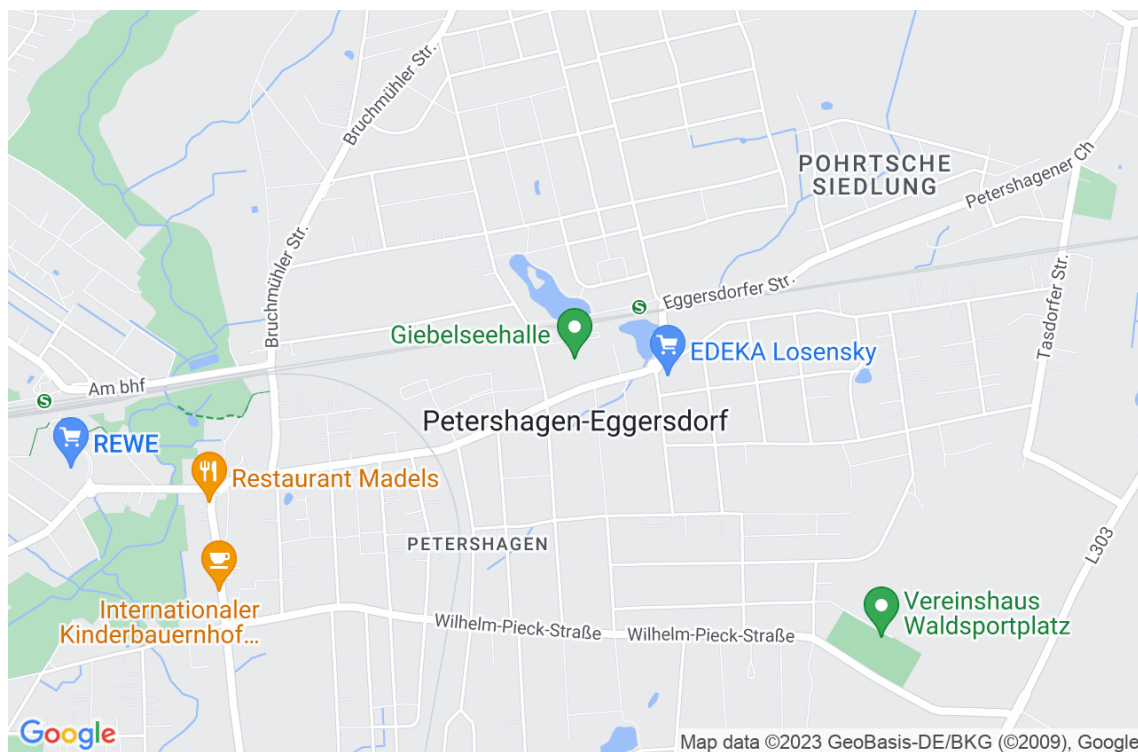 Bruchmühler Str.
POHRTSCHE
SIEDLUNG
Petershagener Ch
Bruchmühler Str.
Eggersdorfer Str.
Tasdorfer Str.
S
Giebelseehalle
EDEKA Losensky
Am bhf
S
Petershagen-Eggersdorf
REWE
Restaurant Madels
PETERSHAGEN
L303
Internationaler
Kinderbauernhof...
Wilhelm-Pieck-Straße
Wilhelm-Pieck-Straße
Vereinshaus
Waldsportplatz
Google
Map data ©2023 GeoBasis-DE/BKG (©2009), Google